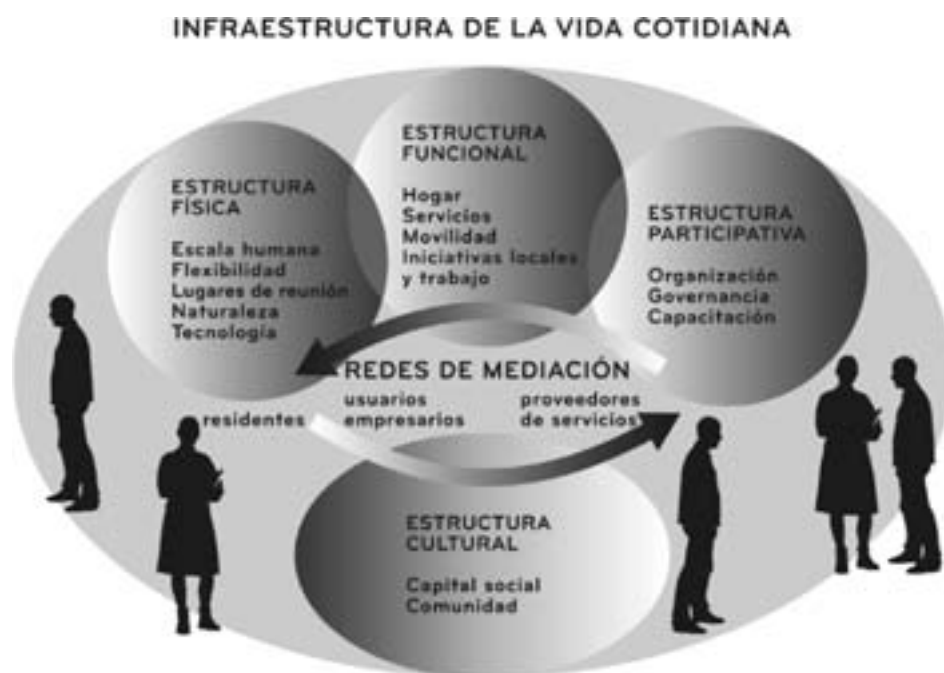 INFRAESTRUCTURA DE LA VIDA COTIDIANA
ESTRUCTURA
FÍSICA
Escala humana
Flexibilidad
Lugares de reunión
Naturaleza
Tecnología
ESTRUCTURA
FUNCIONAL
Hogar
Servicios
Movilidad
Iniciativas locales
y trabajo
ESTRUCTURA
PARTICIPATIVA
Organización
Governancia
Capacitación
REDES DE MEDIACIÓN
residentes
usuarios
empresarios
proveedores
de servicios
ESTRUCTURA
CULTURAL
Capital social
Comunidad